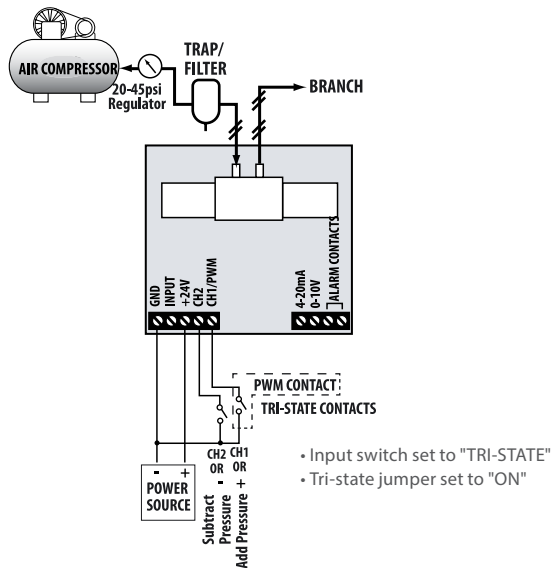 AIR COMPRESSOR
20-45psi
Regulator
TRAP/
FILTER
BRANCH
GND
INPUT
+24V
CH2
CH1/PWM
4-20mA
0-10V
ALARM CONTACTS
PWM CONTACT
TRI-STATE CONTACTS
CH2
OR
-
Subtract
Pressure
CH1
OR
+
Add Pressure
- +
POWER
SOURCE
• Input switch set to "TRI-STATE"
• Tri-state jumper set to "ON"